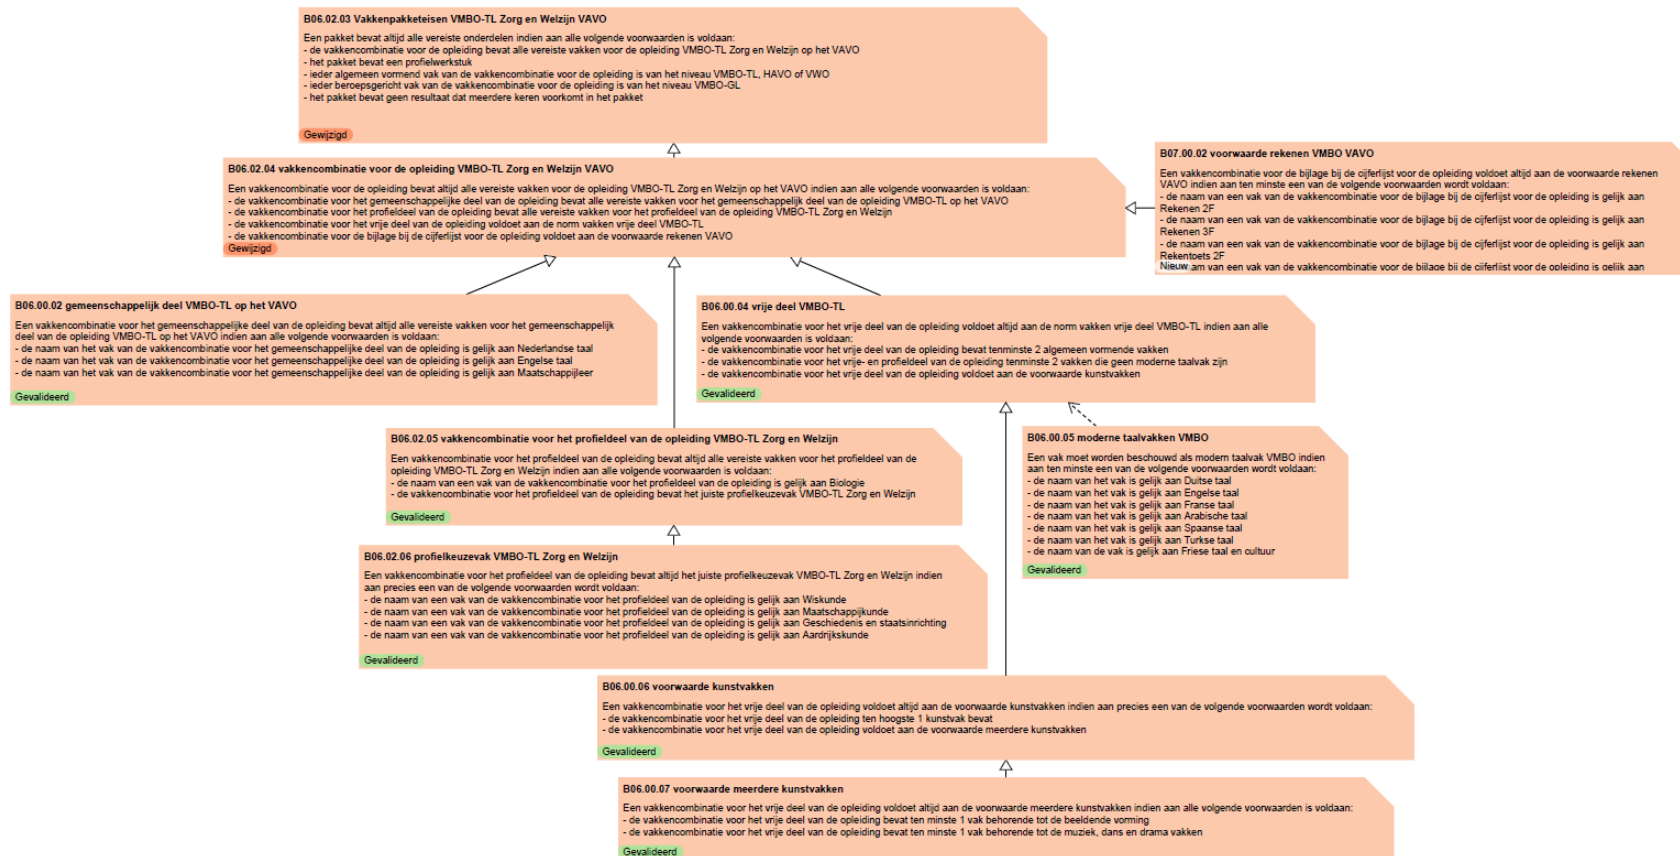 B06.02.03 Vakkenpakketeisen VMBO-TL Zorg en Welzijn VAVO
Een pakket bevat altijd alle vereiste onderdelen indien aan alle volgende voorwaarden is voldaan:
- de vakkencombinatie voor de opleiding bevat alle vereiste vakken voor de opleiding VMBO-TL Zorg en Welzijn op het VAVO
- het pakket bevat een profielwerkstuk
- ieder algemeen vormend vak van de vakkencombinatie voor de opleiding is van het niveau VMBO-TL, HAVO of VWO
- ieder beroepsgericht vak van de vakkencombinatie voor de opleiding is van het niveau VMBO-GL
- het pakket bevat geen resultaat dat meerdere keren voorkomt in het pakket
Gewijzigd
B06.02.04 vakkencombinatie voor de opleiding VMBO-TL Zorg en Welzijn VAVO
Een vakkencombinatie voor de opleiding bevat altijd alle vereiste vakken voor de opleiding VMBO-TL Zorg en Welzijn op het VAVO indien aan alle volgende voorwaarden is voldaan:
- de vakkencombinatie voor het gemeenschappelijke deel van de opleiding bevat alle vereiste vakken voor het gemeenschappelijk deel van de opleiding VMBO-TL op het VAVO
- de vakkencombinatie voor het profieldeel van de opleiding bevat alle vereiste vakken voor het profieldeel van de opleiding VMBO-TL Zorg en Welzijn
- de vakkencombinatie voor het vrije deel van de opleiding voldoet aan de norm vakken vrije deel VMBO-TL
- de vakkencombinatie voor de bijlage bij de cijferlijst voor de opleiding voldoet aan de voorwaarde rekenen VAVO
Gewijzigd
B07.00.02 voorwaarde rekenen VMBO VAVO
Een vakkencombinatie voor de bijlage bij de cijferlijst voor de opleiding voldoet altijd aan de voorwaarde rekenen
VAVO indien aan ten minste een van de volgende voorwaarden wordt voldaan:
- de naam van een vak van de vakkencombinatie voor de bijlage bij de cijferlijst voor de opleiding is gelijk aan
Rekenen 2F
- de naam van een vak van de vakkencombinatie voor de bijlage bij de cijferlijst voor de opleiding is gelijk aan
Rekenen 3F
- de naam van een vak van de vakkencombinatie voor de bijlage bij de cijferlijst voor de opleiding is gelijk aan
Rekentoets 2F
Nieuw am van een vak van de vakkencombinatie voor de bijlage bij de cijferlijst voor de opleiding is gelijk aan
B06.00.02 gemeenschappelijk deel VMBO-TL op het VAVO
Een vakkencombinatie voor het gemeenschappelijke deel van de opleiding bevat altijd alle vereiste vakken voor het gemeenschappelijk
deel van de opleiding VMBO-TL op het VAVO indien aan alle volgende voorwaarden is voldaan:
- de naam van het vak van de vakkencombinatie voor het gemeenschappelijke deel van de opleiding is gelijk aan Nederlandse taal
- de naam van het vak van de vakkencombinatie voor het gemeenschappelijke deel van de opleiding is gelijk aan Engelse taal
- de naam van het vak van de vakkencombinatie voor het gemeenschappelijke deel van de opleiding is gelijk aan Maatschappijleer
Gevalideerd
B06.00.04 vrije deel VMBO-TL
Een vakkencombinatie voor het vrije deel van de opleiding voldoet altijd aan de norm vakken vrije deel VMBO-TL indien aan alle
volgende voorwaarden is voldaan:
- de vakkencombinatie voor het vrije deel van de opleiding bevat tenminste 2 algemeen vormende vakken
- de vakkencombinatie voor het vrije- en profieldeel van de opleiding tenminste 2 vakken die geen moderne taalvak zijn
- de vakkencombinatie voor het vrije deel van de opleiding voldoet aan de voorwaarde kunstvakken
Gevalideerd
B06.02.05 vakkencombinatie voor het profieldeel van de opleiding VMBO-TL Zorg en Welzijn
Een vakkencombinatie voor het profieldeel van de opleiding bevat altijd alle vereiste vakken voor het profieldeel van de
opleiding VMBO-TL Zorg en Welzijn indien aan alle volgende voorwaarden is voldaan:
- de naam van een vak van de vakkencombinatie voor het profieldeel van de opleiding is gelijk aan Biologie
- de vakkencombinatie voor het profieldeel van de opleiding bevat het juiste profielkeuzevak VMBO-TL Zorg en Welzijn
Gevalideerd
B06.00.05 moderne taalvakken VMBO
Een vak moet worden beschouwd als modern taalvak VMBO indien
aan ten minste een van de volgende voorwaarden wordt voldaan:
- de naam van het vak is gelijk aan Duitse taal
- de naam van het vak is gelijk aan Engelse taal
- de naam van het vak is gelijk aan Franse taal
- de naam van het vak is gelijk aan Arabische taal
- de naam van het vak is gelijk aan Spaanse taal
- de naam van het vak is gelijk aan Turkse taal
- de naam van de vak is gelijk aan Friese taal en cultuur
Gevalideerd
B06.02.06 profielkeuzevak VMBO-TL Zorg en Welzijn
Een vakkencombinatie voor het profieldeel van de opleiding bevat altijd het juiste profielkeuzevak VMBO-TL Zorg en Welzijn indien
aan precies een van de volgende voorwaarden wordt voldaan:
- de naam van een vak van de vakkencombinatie voor het profieldeel van de opleiding is gelijk aan Wiskunde
- de naam van een vak van de vakkencombinatie voor het profieldeel van de opleiding is gelijk aan Maatschappijkunde
- de naam van een vak van de vakkencombinatie voor het profieldeel van de opleiding is gelijk aan Geschiedenis en staatsinrichting
- de naam van een vak van de vakkencombinatie voor het profieldeel van de opleiding is gelijk aan Aardrijkskunde
Gevalideerd
B06.00.06 voorwaarde kunstvakken
Een vakkencombinatie voor het vrije deel van de opleiding voldoet altijd aan de voorwaarde kunstvakken indien aan precies een van de volgende voorwaarden wordt voldaan:
- de vakkencombinatie voor het vrije deel van de opleiding ten hoogste 1 kunstvak bevat
- de vakkencombinatie voor het vrije deel van de opleiding voldoet aan de voorwaarde meerdere kunstvakken
Gevalideerd
B06.00.07 voorwaarde meerdere kunstvakken
Een vakkencombinatie voor het vrije deel van de opleiding voldoet altijd aan de voorwaarde meerdere kunstvakken indien aan alle volgende voorwaarden is voldaan:
- de vakkencombinatie voor het vrije deel van de opleiding bevat ten minste 1 vak behorende tot de beeldende vorming
- de vakkencombinatie voor het vrije deel van de opleiding bevat ten minste 1 vak behorende tot de muziek, dans en drama vakken
Gevalideerd